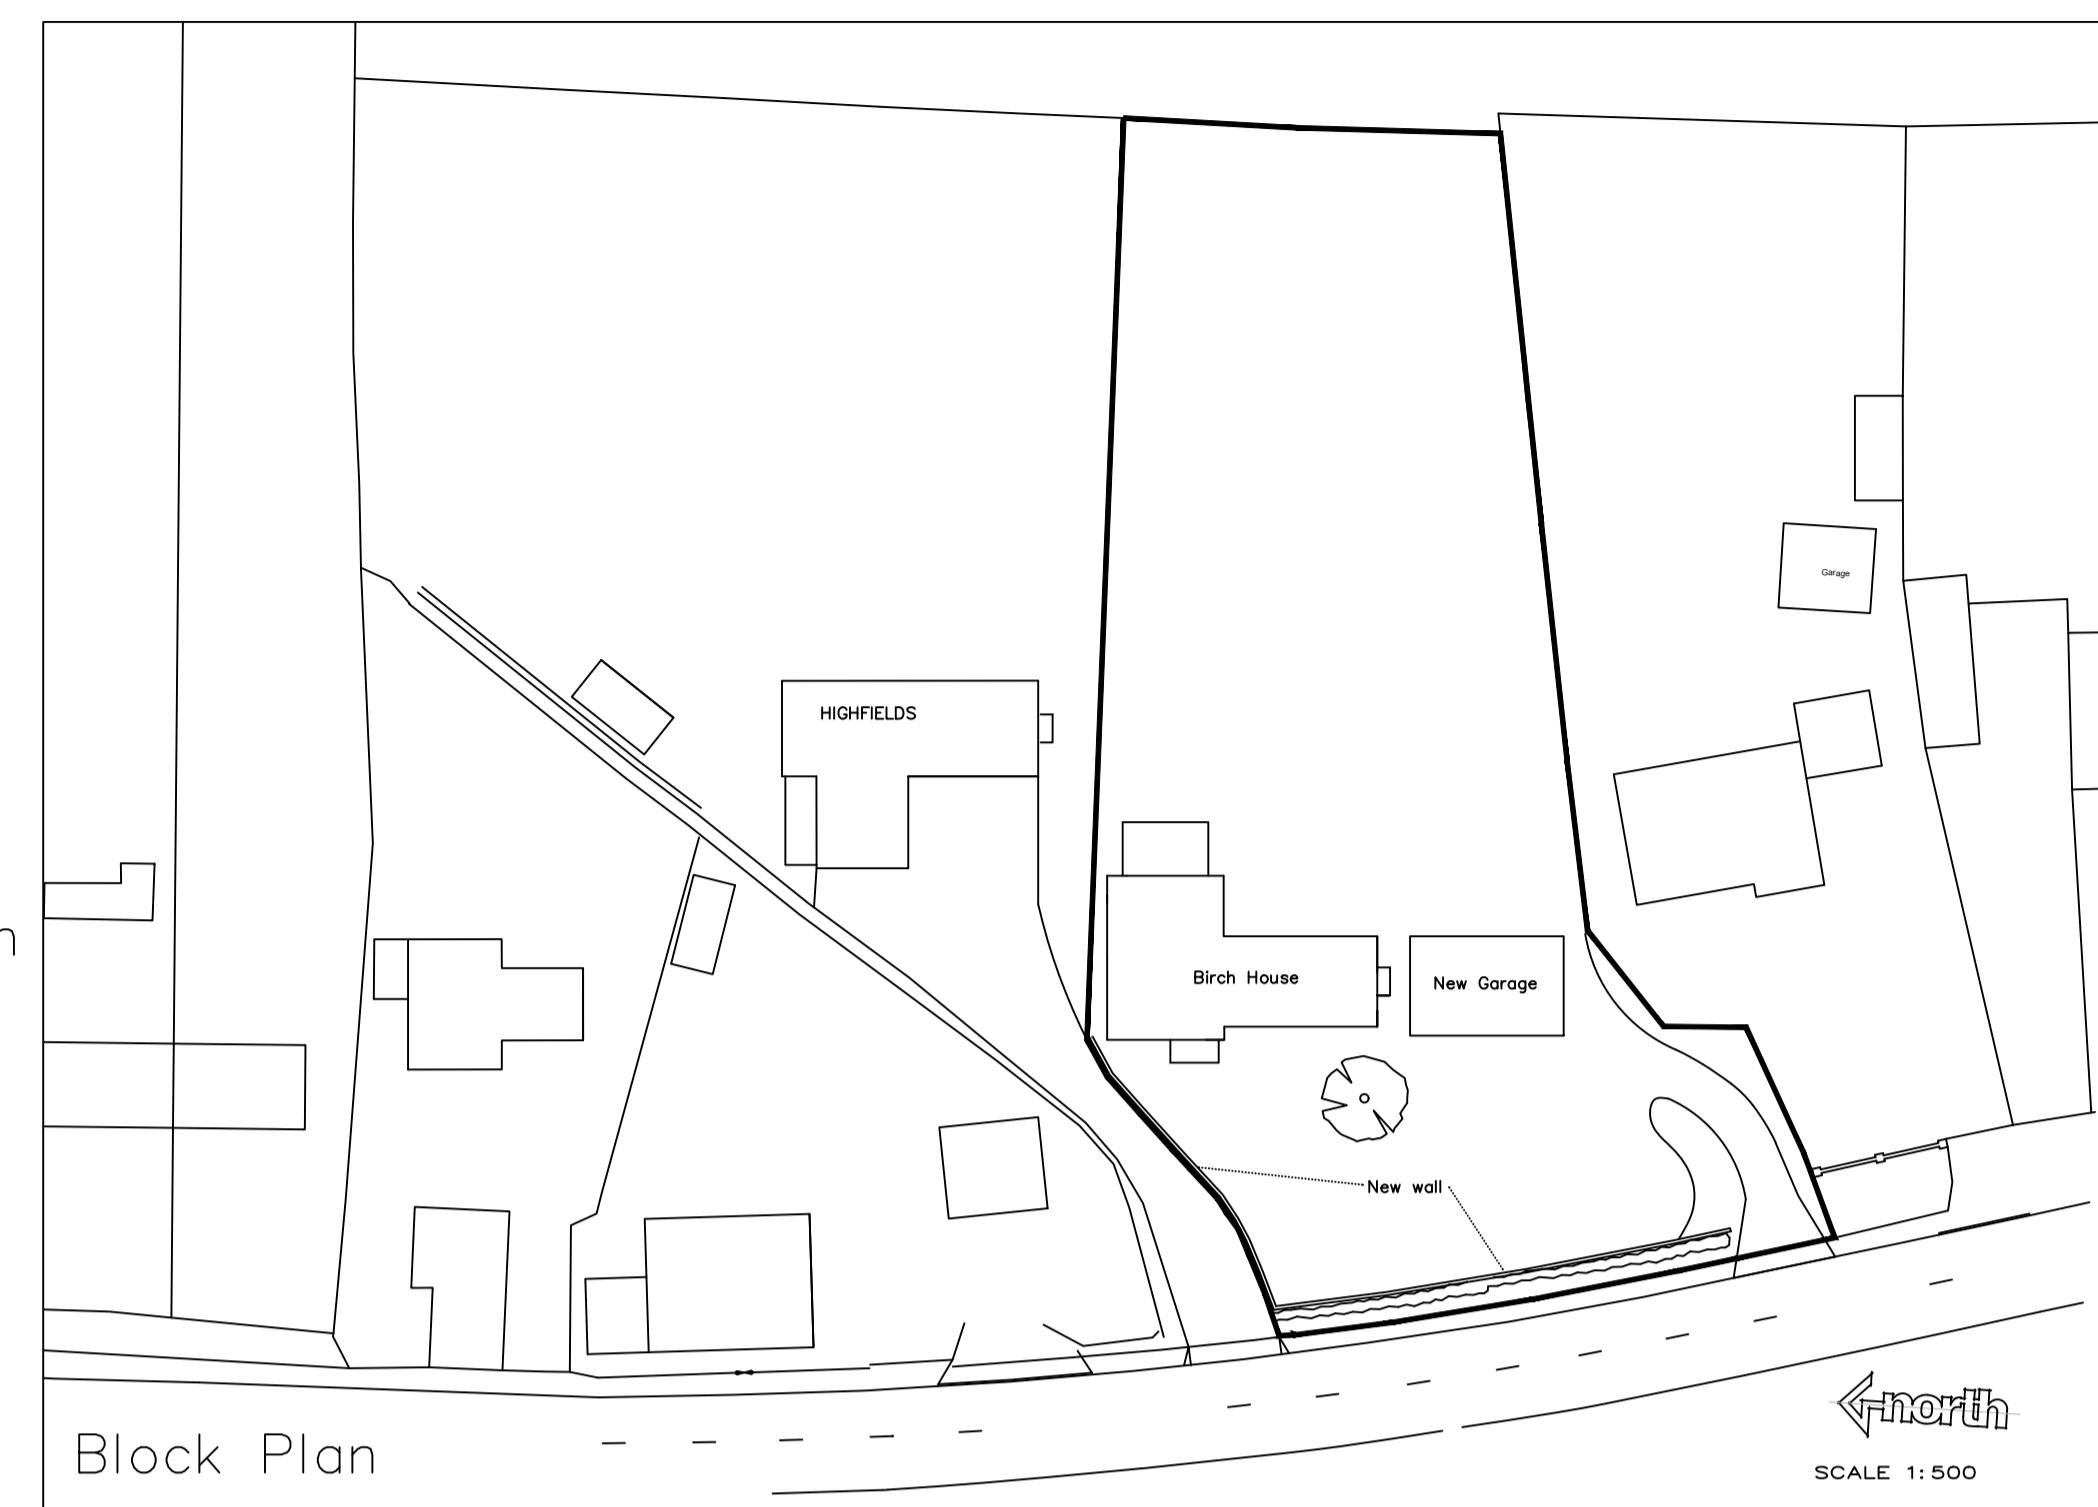 Garage
HIGHFIELDS
Birch House
New Garage
New wall
north
Block Plan
SCALE 1:500